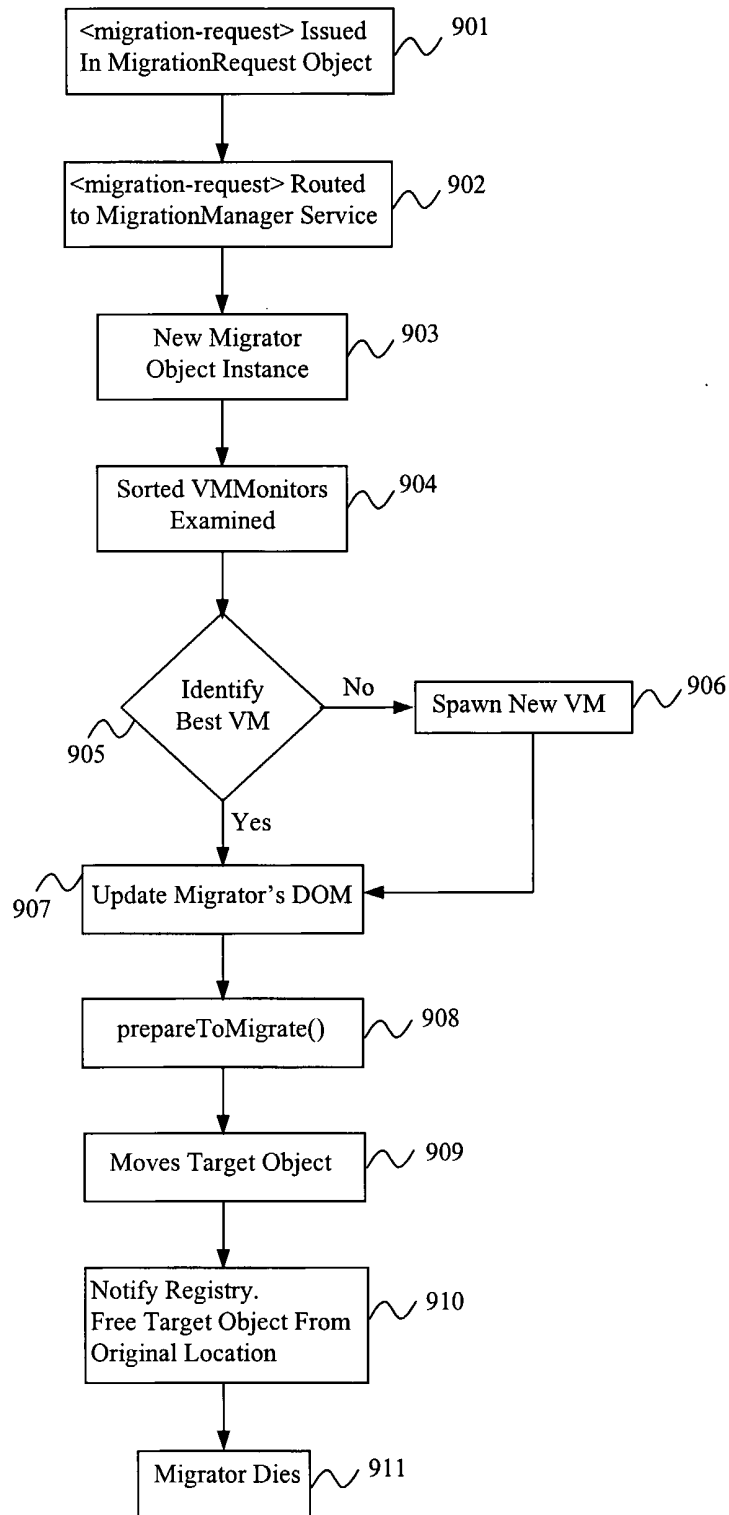 <migration-request> Issued
In MigrationRequest Object
901
<migration-request> Routed
to MigrationManager Service
902
New Migrator
Object Instance
903
Sorted VMMonitors
Examined
904
Identify
Best VM
905
No
Spawn New VM
906
Yes
Update Migrator's DOM
907
prepareToMigrate()
908
Moves Target Object
909
Notify Registry.
Free Target Object From
Original Location
910
Migrator Dies
911